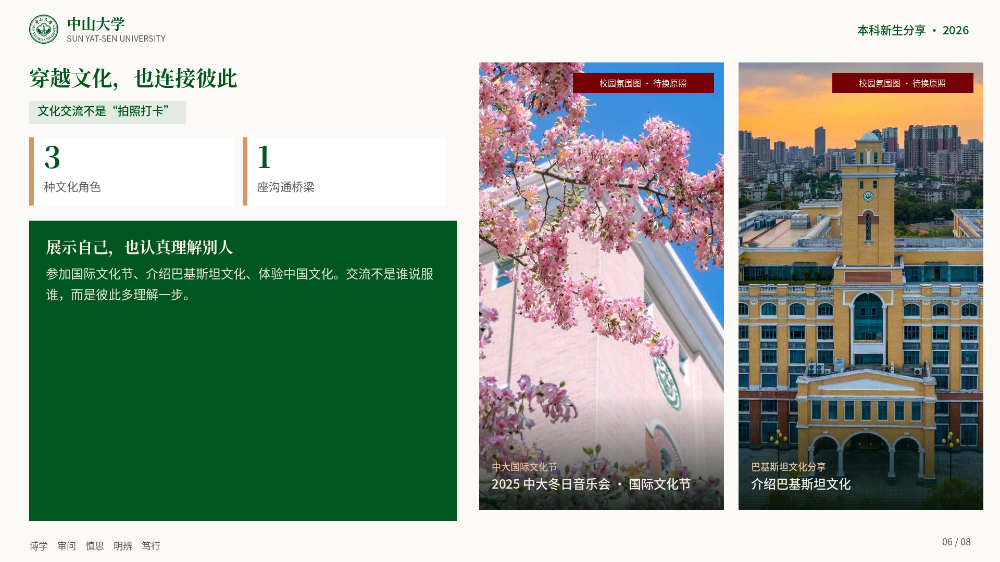 中山大学
SUN YAT-SEN UNIVERSITY
本科新生分享 · 2026
穿越文化，也连接彼此
文化交流不是“拍照打卡”
3
种文化角色
1
座沟通桥梁
展示自己，也认真理解别人
参加国际文化节、介绍巴基斯坦文化、体验中国文化。交流不是谁说服
谁，而是彼此多理解一步。
校园氛围图 · 待换原照
中大国际文化节
2025 中大冬日音乐会 · 国际文化节
校园氛围图 · 待换原照
巴基斯坦文化分享
介绍巴基斯坦文化
博学 审问 慎思 明辨 笃行
06 / 08